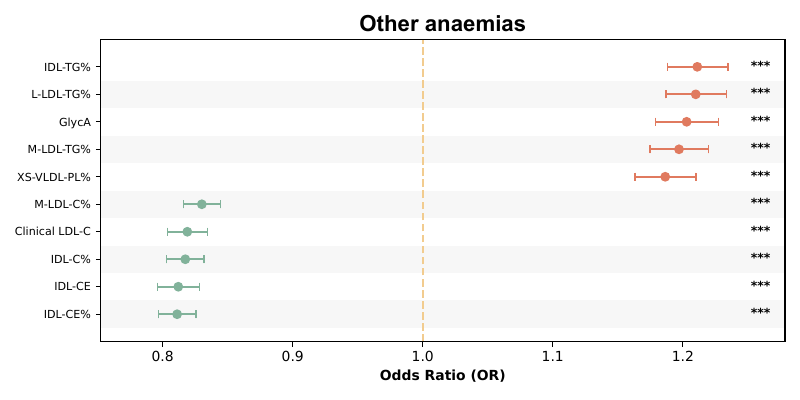 Other anaemias
IDL-TG% ***
L-LDL-TG% ***
GlycA ***
M-LDL-TG% ***
XS-VLDL-PL% ***
M-LDL-C% ***
Clinical LDL-C ***
IDL-C% ***
IDL-CE ***
IDL-CE% ***
0.8 0.9 1.0 1.1 1.2
Odds Ratio (OR)